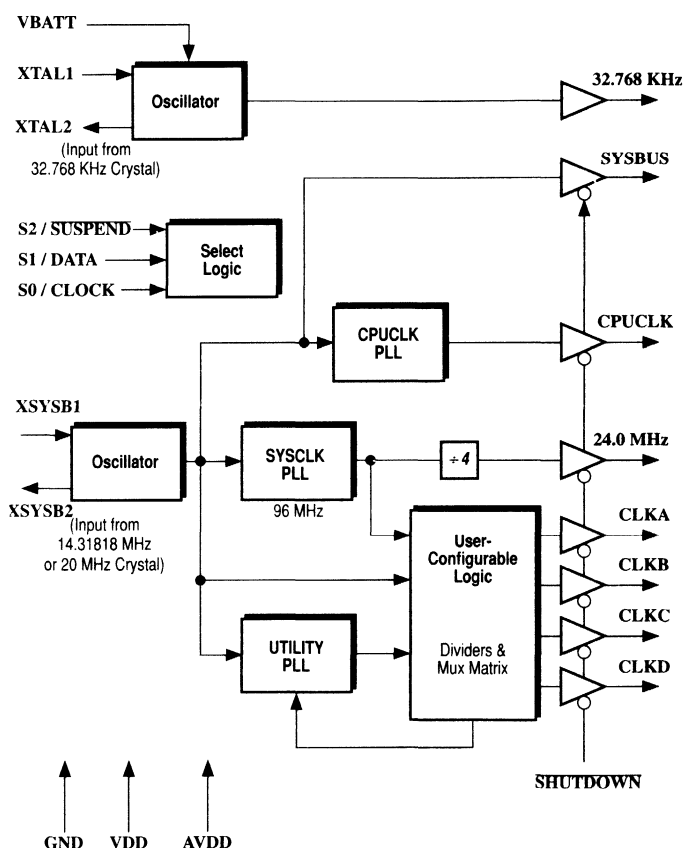 VBATT
XTAL1
Oscillator
32.768 KHz
XTAL2
(Input from
32.768 KHz Crystal)
SYSBUS
S2 / SUSPEND
S1 / DATA
S0 / CLOCK
Select
Logic
CPUCLK
PLL
CPUCLK
XSYSB1
Oscillator
SYSCLK
PLL
÷4
24.0 MHz
XSYSB2
(Input from
14.31818 MHz
or 20 MHz Crystal)
96 MHz
User-
Configurable
Logic
CLKA
CLKB
UTILITY
PLL
Dividers &
Mux Matrix
CLKC
CLKD
SHUTDOWN
GND
VDD
AVDD